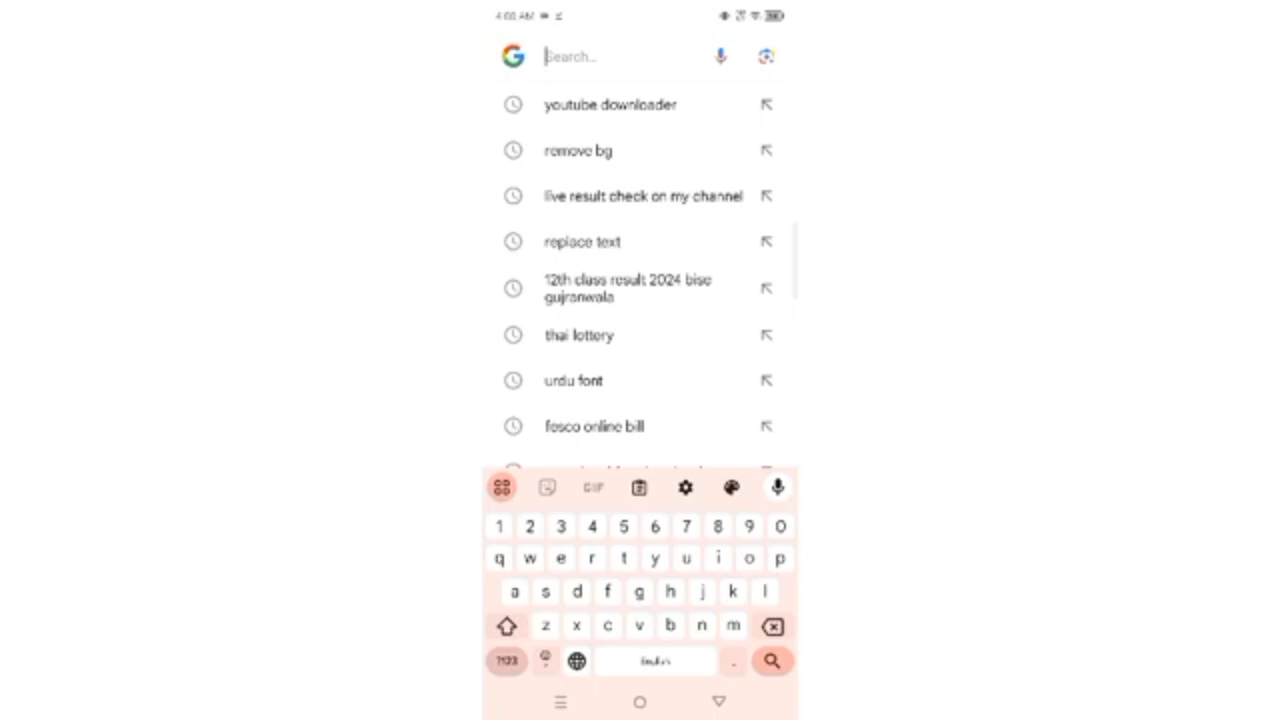 Search...
youtube downloader
remove bg
live result check on my channel
replace text
12th class result 2024 bise
gujranwala
thai lottery
urdu font
fesco online bill
GIF
1 2 3 4 5 6 7 8 9 0
q w e r t y u i o p
a s d f g h j k l
z x c v b n m
?123 English .